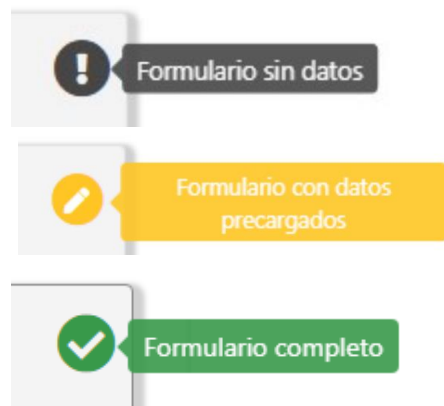 Formulario sin datos
Formulario con datos
precargados
Formulario completo